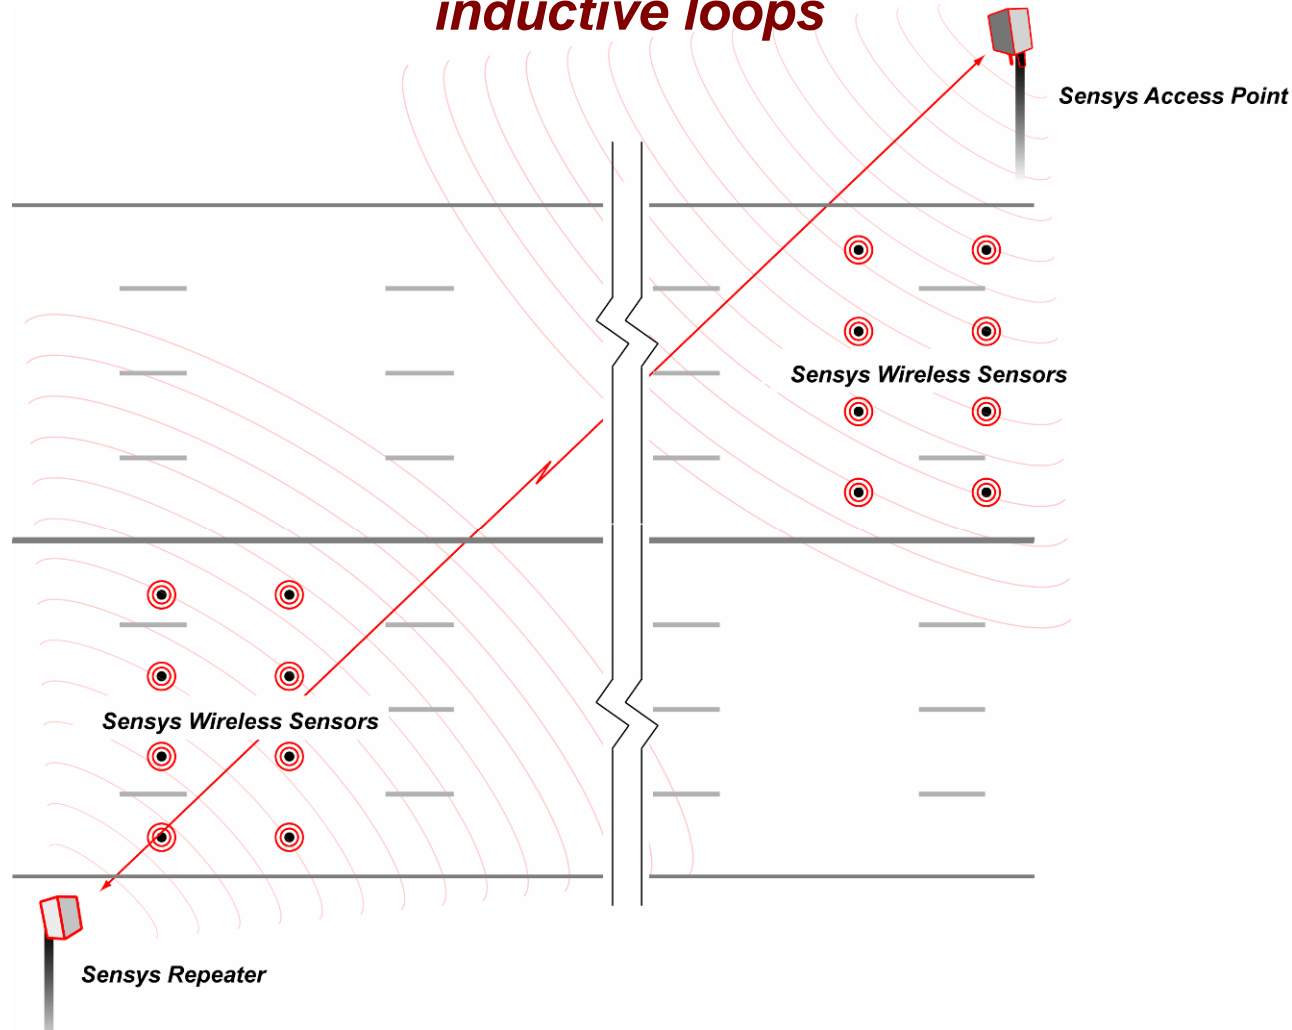 inductive loops
Sensys Access Point
Sensys Wireless Sensors
Sensys Wireless Sensors
Sensys Repeater